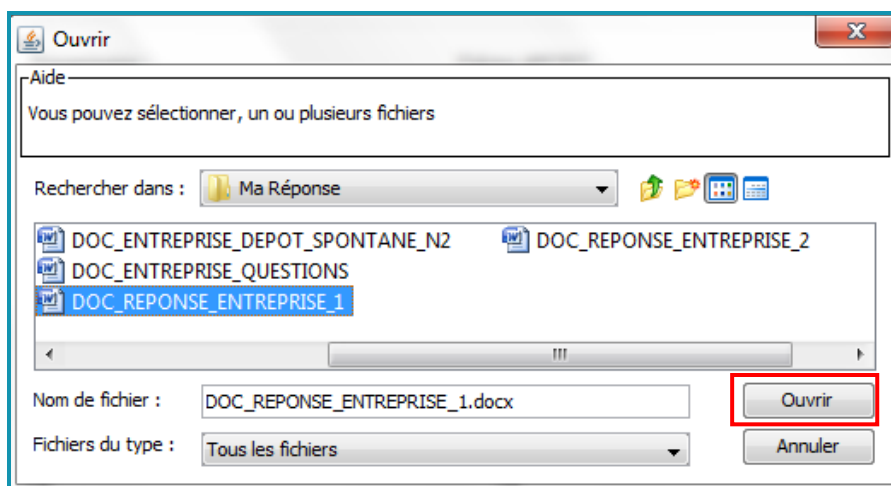 Ouvrir
Aide
Vous pouvez sélectionner, un ou plusieurs fichiers
Rechercher dans : Ma Réponse
DOC_ENTREPRISE_DEPOT_SPONTANE_N2 DOC_REPONSE_ENTREPRISE_2
DOC_ENTREPRISE_QUESTIONS
DOC_REPONSE_ENTREPRISE_1
Nom de fichier : DOC_REPONSE_ENTREPRISE_1.docx Ouvrir
Fichiers du type : Tous les fichiers Annuler